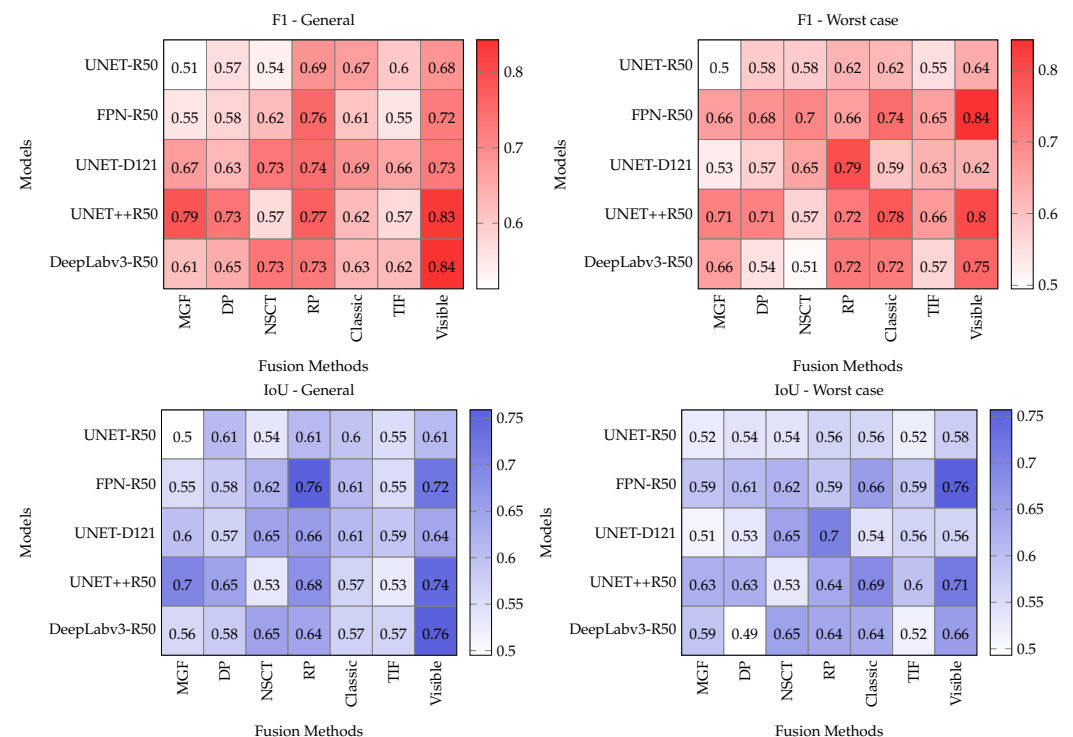 F1 - General
UNET-R50 0.51 0.57 0.54 0.69 0.67 0.6 0.68
FPN-R50 0.55 0.58 0.62 0.76 0.61 0.55 0.72
UNET-D121 0.67 0.63 0.73 0.74 0.69 0.66 0.73
UNET++R50 0.79 0.73 0.57 0.77 0.62 0.57 0.83
DeepLabv3-R50 0.61 0.65 0.73 0.73 0.63 0.62 0.84
MGF DP NSCT RP Classic TIF Visible
Fusion Methods
Models
0.8
0.7
0.6
F1 - Worst case
UNET-R50 0.5 0.58 0.58 0.62 0.62 0.55 0.64
FPN-R50 0.66 0.68 0.7 0.66 0.74 0.65 0.84
UNET-D121 0.53 0.57 0.65 0.79 0.59 0.63 0.62
UNET++R50 0.71 0.71 0.57 0.72 0.78 0.66 0.8
DeepLabv3-R50 0.66 0.54 0.51 0.72 0.72 0.57 0.75
MGF DP NSCT RP Classic TIF Visible
Fusion Methods
Models
0.8
0.7
0.6
0.5
IoU - General
UNET-R50 0.5 0.61 0.54 0.61 0.6 0.55 0.61
FPN-R50 0.55 0.58 0.62 0.76 0.61 0.55 0.72
UNET-D121 0.6 0.57 0.65 0.66 0.61 0.59 0.64
UNET++R50 0.7 0.65 0.53 0.68 0.57 0.53 0.74
DeepLabv3-R50 0.56 0.58 0.65 0.64 0.57 0.57 0.76
MGF DP NSCT RP Classic TIF Visible
Fusion Methods
Models
0.75
0.7
0.65
0.6
0.55
0.5
IoU - Worst case
UNET-R50 0.52 0.54 0.54 0.56 0.56 0.52 0.58
FPN-R50 0.59 0.61 0.62 0.59 0.66 0.59 0.76
UNET-D121 0.51 0.53 0.65 0.7 0.54 0.56 0.56
UNET++R50 0.63 0.63 0.53 0.64 0.69 0.6 0.71
DeepLabv3-R50 0.59 0.49 0.65 0.64 0.64 0.52 0.66
MGF DP NSCT RP Classic TIF Visible
Fusion Methods
Models
0.75
0.7
0.65
0.6
0.55
0.5